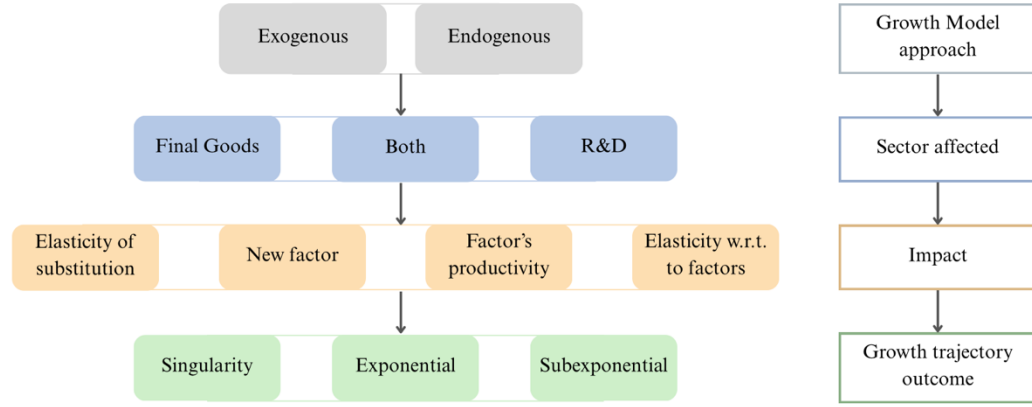 Exogenous
Endogenous
Growth Model
approach
Final Goods
Both
R&D
Sector affected
Elasticity of
substitution
New factor
Factor's
productivity
Elasticity w.r.t.
to factors
Impact
Singularity
Exponential
Subexponential
Growth trajectory
outcome